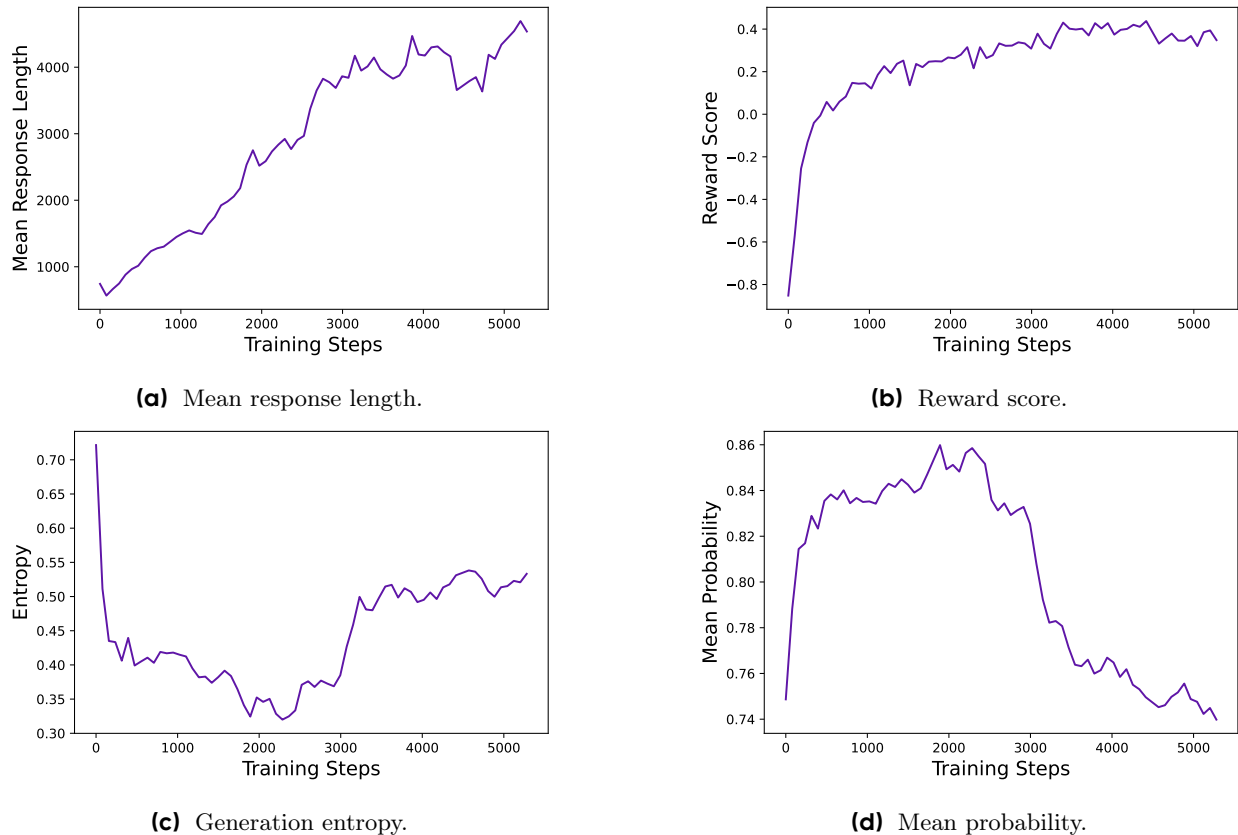 Mean Response Length
4000
3000
2000
1000
0 1000 2000 3000 4000 5000
Training Steps
(a) Mean response length.
Reward Score
0.4
0.2
0.0
−0.2
−0.4
−0.6
−0.8
0 1000 2000 3000 4000 5000
Training Steps
(b) Reward score.
Entropy
0.70
0.65
0.60
0.55
0.50
0.45
0.40
0.35
0.30
0 1000 2000 3000 4000 5000
Training Steps
(c) Generation entropy.
Mean Probability
0.86
0.84
0.82
0.80
0.78
0.76
0.74
0 1000 2000 3000 4000 5000
Training Steps
(d) Mean probability.